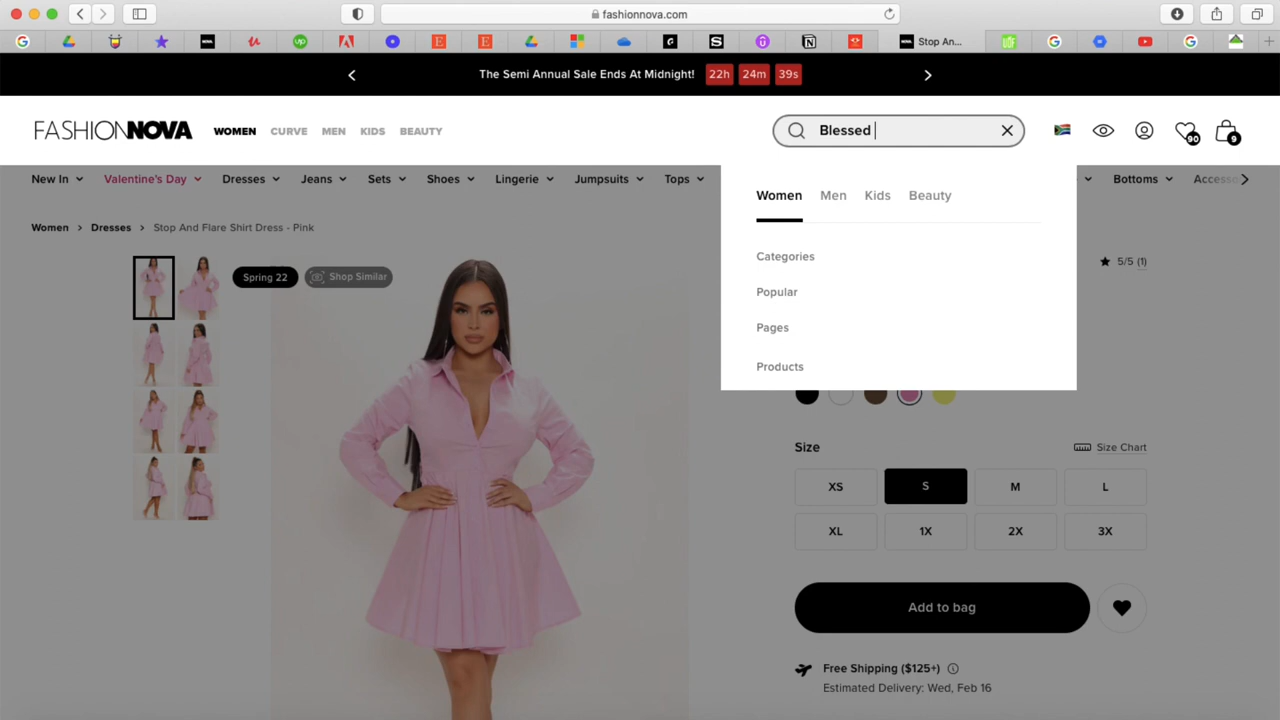 fashionnova.com
Stop An...
The Semi Annual Sale Ends At Midnight! 22h 24m 39s
FASHIONNOVA WOMEN CURVE MEN KIDS BEAUTY
Blessed
90
9
New In Valentine's Day Dresses Jeans Sets Shoes Lingerie Jumpsuits Tops Bottoms
Women Men Kids Beauty
Women > Dresses > Stop And Flare Shirt Dress - Pink
Categories
5/5 (1)
Spring 22 Shop Similar
Popular
Pages
Products
Size Size Chart
XS S M L
XL 1X 2X 3X
Add to bag
Free Shipping ($125+)
Estimated Delivery: Wed, Feb 16